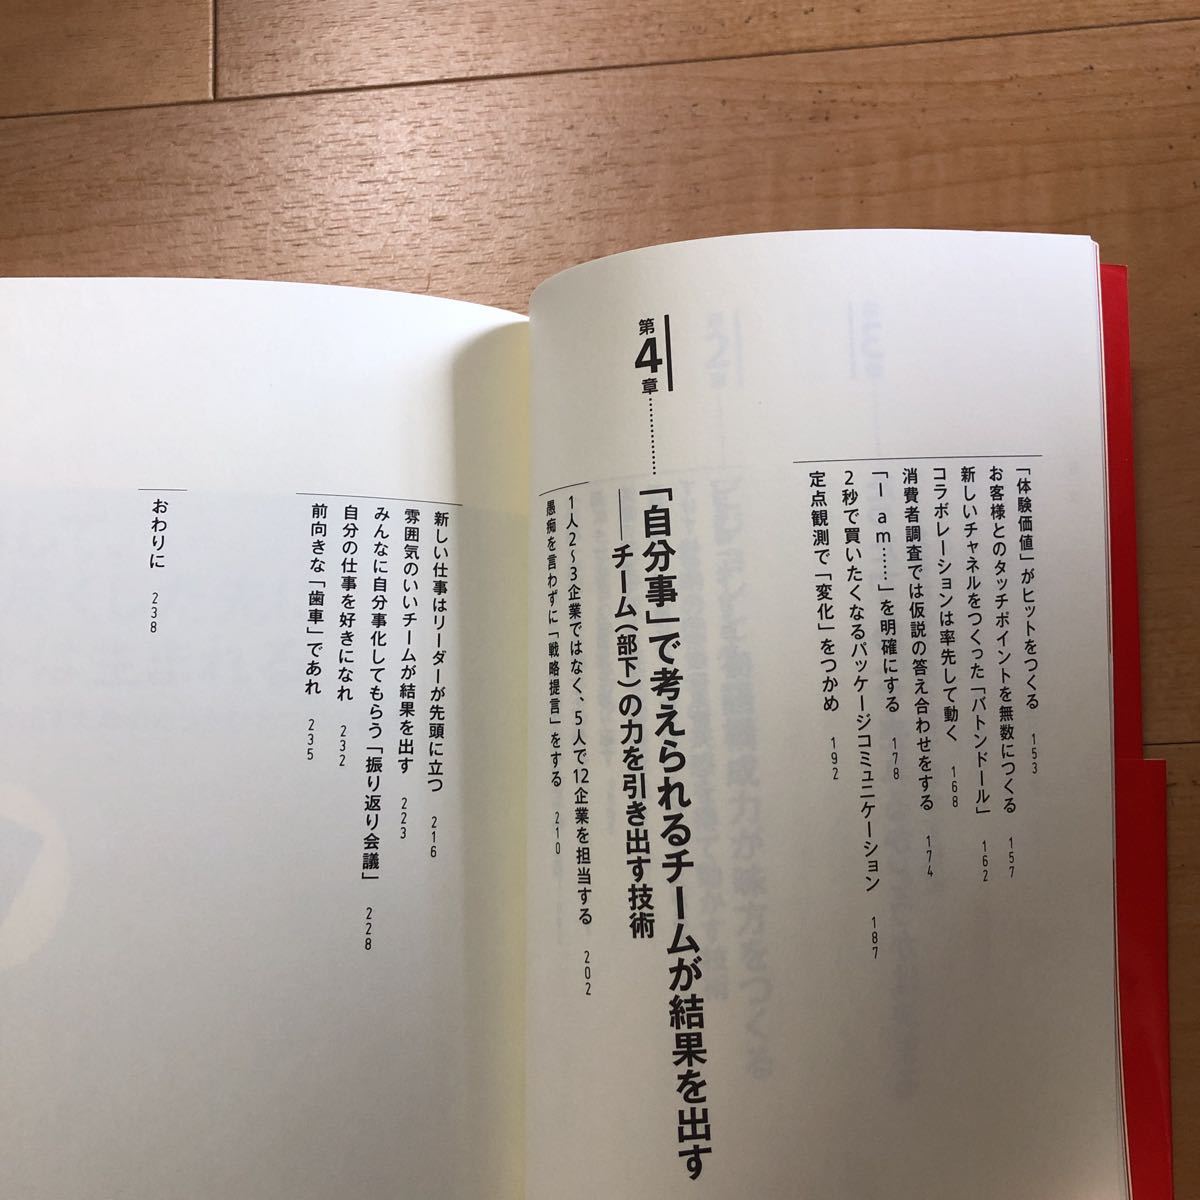 「体験価値」がヒットをつくる 153
お客様とのタッチポイントを無数につくる 157
新しいチャネルをつくった「バトンドール」 162
コラボレーションは率先して動く 168
消費者調査では仮説の答え合わせをする 174
「I am……」を明確にする 178
2秒で買いたくなるパッケージコミュニケーション 187
定点観測で「変化」をつかめ 192
第4章…………「自分事」で考えられるチームが結果を出す
──チーム(部下)の力を引き出す技術
1人2〜3企業ではなく、5人で12企業を担当する 202
愚痴を言わずに「戦略提言」をする 210
新しい仕事はリーダーが先頭に立つ 216
雰囲気のいいチームが結果を出す 223
みんなに自分事化してもらう「振り返り会議」 228
自分の仕事を好きになれ 232
前向きな「歯車」であれ 235
おわりに 238